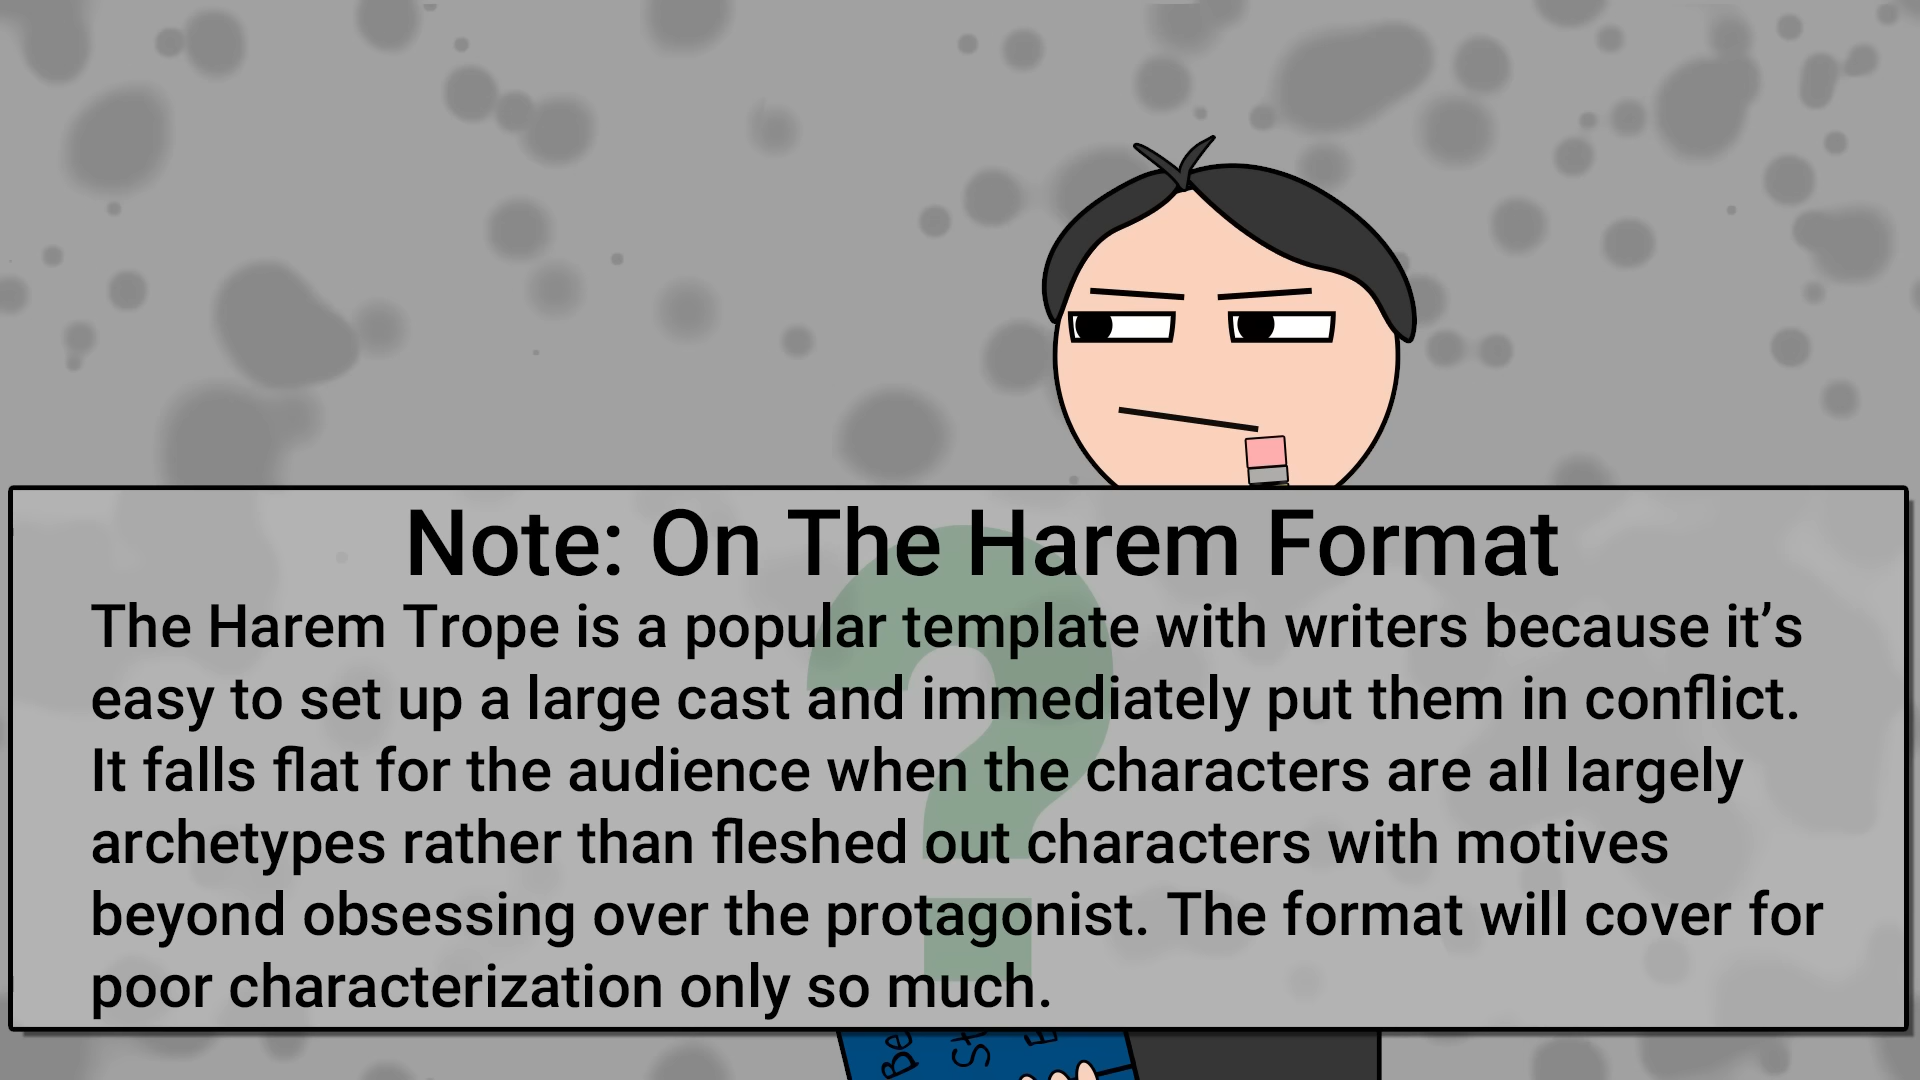 Note: On The Harem Format
The Harem Trope is a popular template with writers because it’s
easy to set up a large cast and immediately put them in conflict.
It falls flat for the audience when the characters are all largely
archetypes rather than fleshed out characters with motives
beyond obsessing over the protagonist. The format will cover for
poor characterization only so much.
?
Be
St